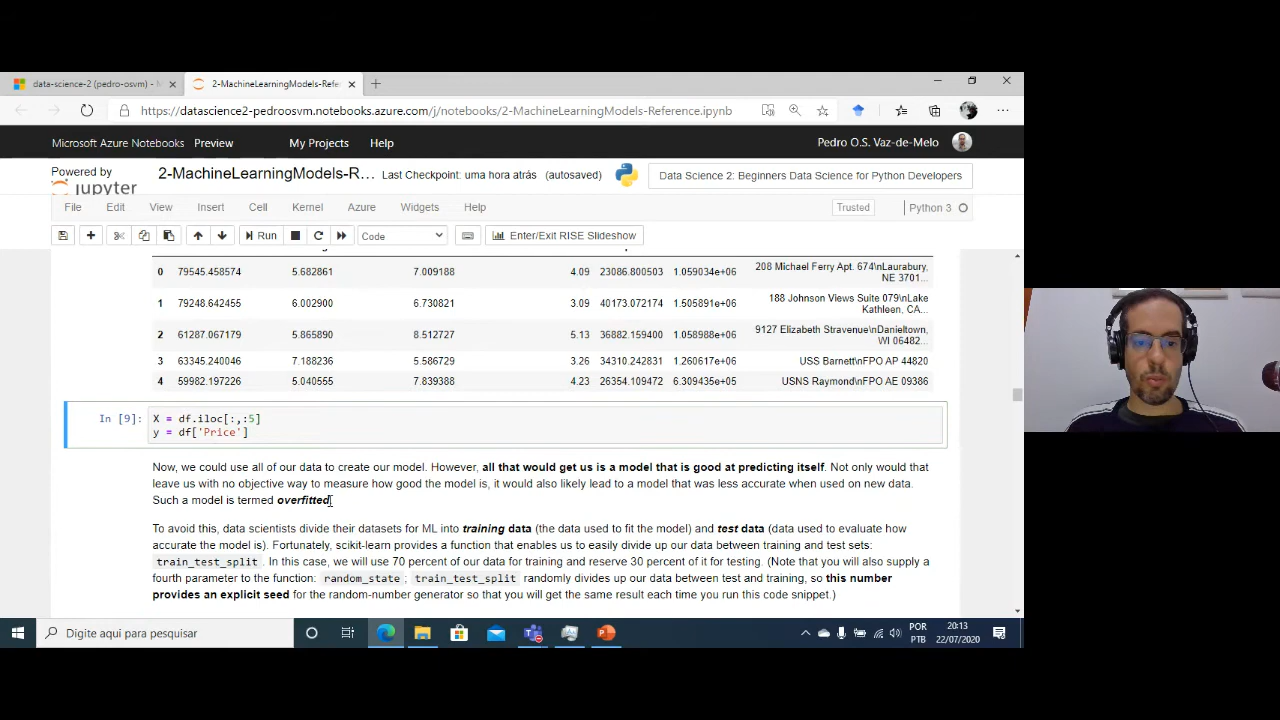 data-science-2 (pedro-osvm) - M
2-MachineLearningModels-Refe
https://datascience2-pedroosvm.notebooks.azure.com/j/notebooks/2-MachineLearningModels-Reference.ipynb
Microsoft Azure Notebooks Preview My Projects Help Pedro O.S. Vaz-de-Melo
Powered by
jupyter
2-MachineLearningModels-R... Last Checkpoint: uma hora atrás (autosaved) Data Science 2: Beginners Data Science for Python Developers
File Edit View Insert Cell Kernel Azure Widgets Help Trusted Python 3
Run Code Enter/Exit RISE Slideshow
0 79545.458574 5.682861 7.009188 4.09 23086.800503 1.059034e+06 208 Michael Ferry Apt. 674\nLaurabury,
NE 3701...
1 79248.642455 6.002900 6.730821 3.09 40173.072174 1.505891e+06 188 Johnson Views Suite 079\nLake
Kathleen, CA...
2 61287.067179 5.865890 8.512727 5.13 36882.159400 1.058988e+06 9127 Elizabeth Stravenue\nDanieltown,
WI 06482...
3 63345.240046 7.188236 5.586729 3.26 34310.242831 1.260617e+06 USS Barnett\nFPO AP 44820
4 59982.197226 5.040555 7.839388 4.23 26354.109472 6.309435e+05 USNS Raymond\nFPO AE 09386
In [9]: X = df.iloc[:,:5]
y = df['Price']
Now, we could use all of our data to create our model. However, all that would get us is a model that is good at predicting itself. Not only would that
leave us with no objective way to measure how good the model is, it would also likely lead to a model that was less accurate when used on new data.
Such a model is termed overfitted.
To avoid this, data scientists divide their datasets for ML into training data (the data used to fit the model) and test data (data used to evaluate how
accurate the model is). Fortunately, scikit-learn provides a function that enables us to easily divide up our data between training and test sets:
train_test_split. In this case, we will use 70 percent of our data for training and reserve 30 percent of it for testing. (Note that you will also supply a
fourth parameter to the function: random_state; train_test_split randomly divides up our data between test and training, so this number
provides an explicit seed for the random-number generator so that you will get the same result each time you run this code snippet.)
Digite aqui para pesquisar
POR
PTB
20:13
22/07/2020